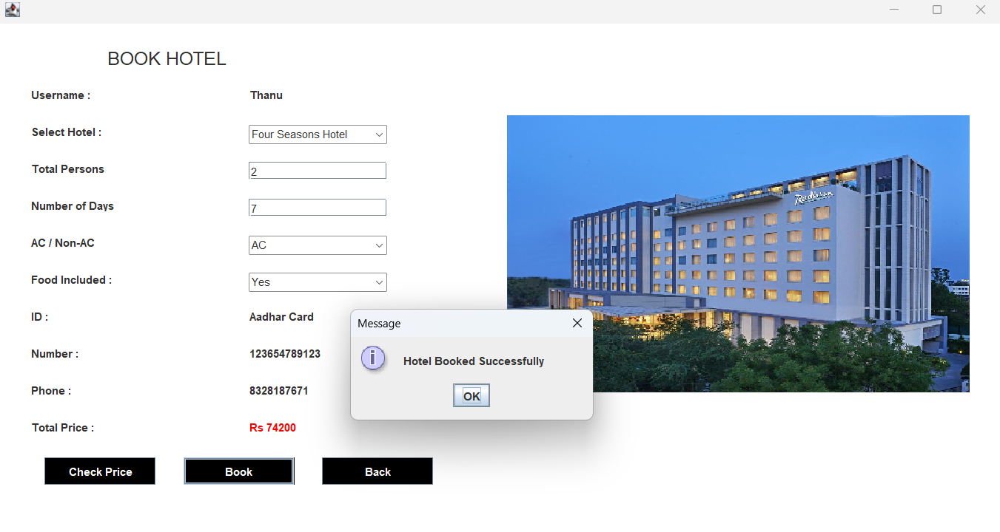 BOOK HOTEL
Username : Thanu
Select Hotel : Four Seasons Hotel
Total Persons 2
Number of Days 7
AC / Non-AC AC
Food Included : Yes
ID : Aadhar Card
Number : 123654789123
Phone : 8328187671
Total Price : Rs 74200
Check Price Book Back
Radisson
Message
i
Hotel Booked Successfully
OK